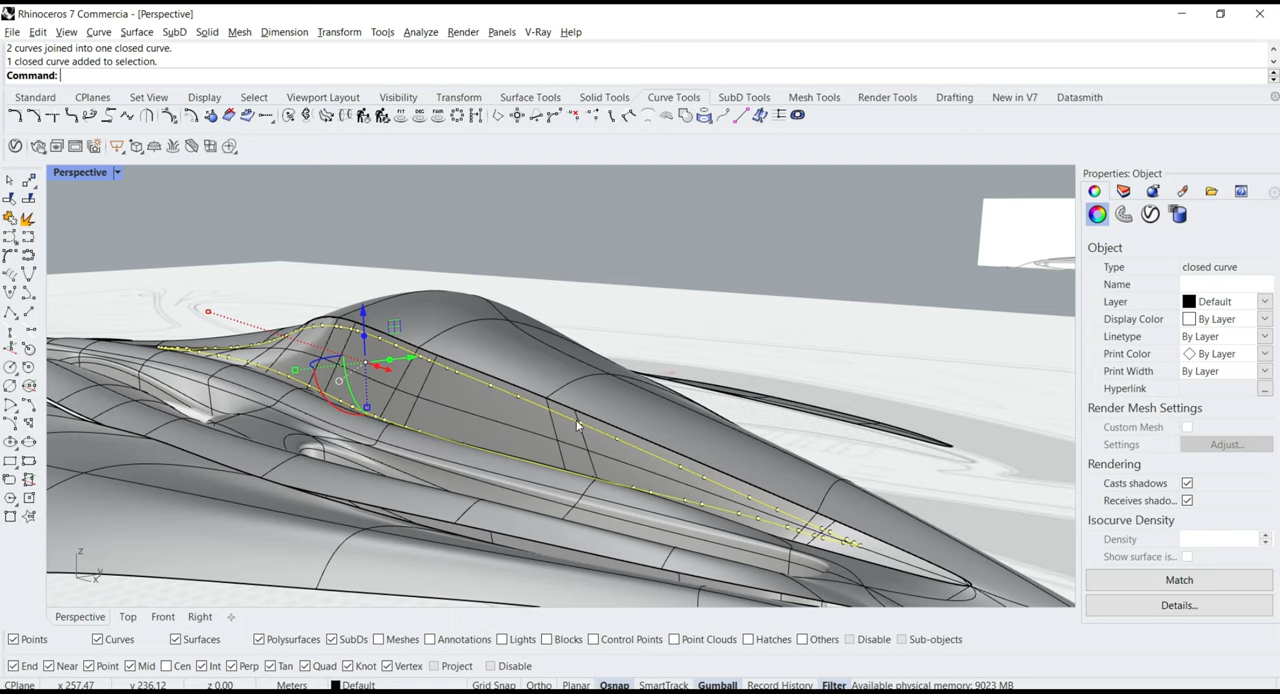 Rhinoceros 7 Commercia - [Perspective]
File Edit View Curve Surface SubD Solid Mesh Dimension Transform Tools Analyze Render Panels V-Ray Help
2 curves joined into one closed curve.
1 closed curve added to selection.
Command:
Standard CPlanes Set View Display Select Viewport Layout Visibility Transform Surface Tools Solid Tools Curve Tools SubD Tools Mesh Tools Render Tools Drafting New in V7 Datasmith
Perspective
Properties: Object
Object
Type closed curve
Name
Layer Default
Display Color By Layer
Linetype By Layer
Print Color By Layer
Print Width By Layer
Hyperlink ...
Render Mesh Settings
Custom Mesh
Settings Adjust...
Rendering
Casts shadows
Receives shado...
Isocurve Density
Density
Show surface is...
Match
Details...
z
y
x
Perspective Top Front Right
Points Curves Surfaces Polysurfaces SubDs Meshes Annotations Lights Blocks Control Points Point Clouds Hatches Others Disable Sub-objects
End Near Point Mid Cen Int Perp Tan Quad Knot Vertex Project Disable
CPlane x 257.47 y 236.12 z 0.00 Meters Default Grid Snap Ortho Planar Osnap SmartTrack Gumball Record History Filter Available physical memory: 9023 MB